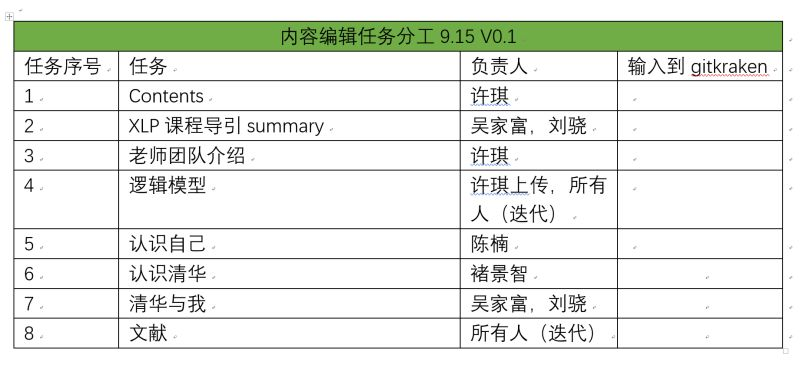 内容编辑任务分工 9.15 V0.1
任务序号 任务 负责人 输入到 gitkraken
1 Contents 许琪
2 XLP 课程导引 summary 吴家富，刘骁
3 老师团队介绍 许琪
4 逻辑模型 许琪上传，所有
人（迭代）
5 认识自己 陈楠
6 认识清华 褚景智
7 清华与我 吴家富，刘骁
8 文献 所有人（迭代）